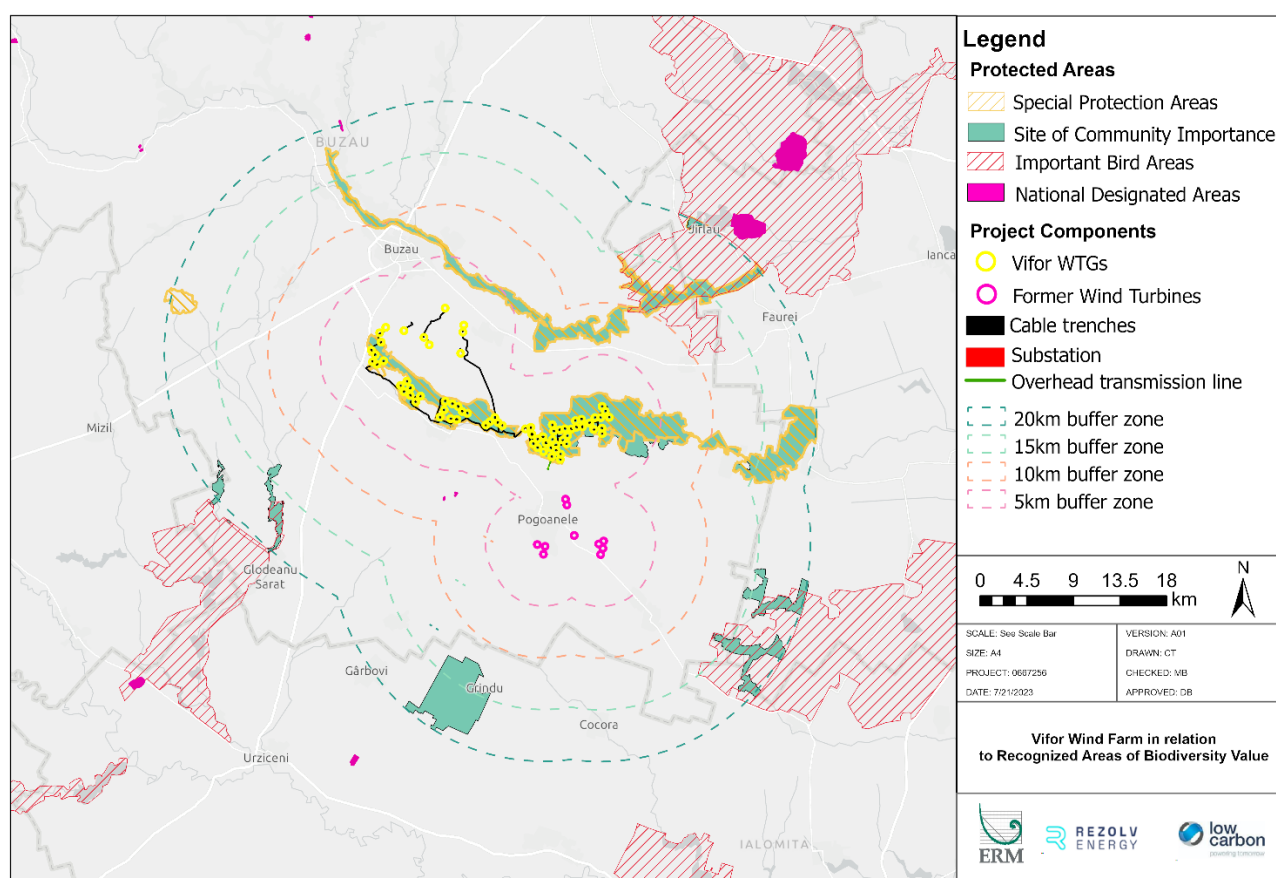 BUZAU
Buzau
Jirlau
Ianca
Faurei
Mizil
Pogoanele
Glodeanu
Sarat
Gârbovi
Grindu
Cocora
Urziceni
IALOMIȚA
Legend
Protected Areas
Special Protection Areas
Site of Community Importance
Important Bird Areas
National Designated Areas
Project Components
Vifor WTGs
Former Wind Turbines
Cable trenches
Substation
Overhead transmission line
20km buffer zone
15km buffer zone
10km buffer zone
5km buffer zone
0 4.5 9 13.5 18
km
N
SCALE: See Scale Bar
SIZE: A4
PROJECT: 0667256
DATE: 7/21/2023
VERSION: A01
DRAWN: CT
CHECKED: MB
APPROVED: DB
Vifor Wind Farm in relation
to Recognized Areas of Biodiversity Value
ERM
REZOLV
ENERGY
low
carbon
powering tomorrow